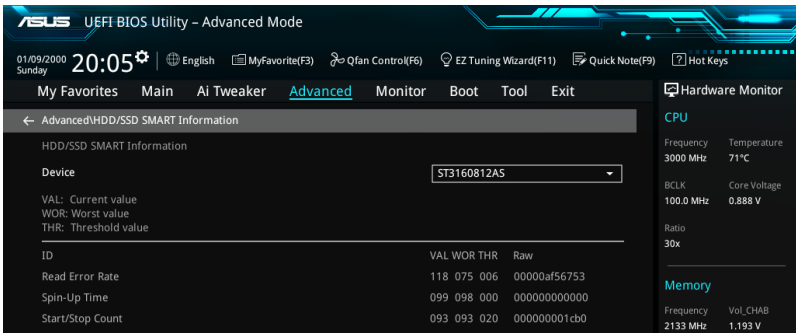 ASUS UEFI BIOS Utility – Advanced Mode
01/09/2000 Sunday 20:05 English MyFavorite(F3) Qfan Control(F6) EZ Tuning Wizard(F11) Quick Note(F9) ? Hot Keys
My Favorites Main Ai Tweaker Advanced Monitor Boot Tool Exit
← Advanced\HDD/SSD SMART Information
HDD/SSD SMART Information
Device ST3160812AS
VAL: Current value
WOR: Worst value
THR: Threshold value
ID VAL WOR THR Raw
Read Error Rate 118 075 006 00000af56753
Spin-Up Time 099 098 000 000000000000
Start/Stop Count 093 093 020 000000001cb0
Hardware Monitor
CPU
Frequency Temperature
3000 MHz 71°C
BCLK Core Voltage
100.0 MHz 0.888 V
Ratio
30x
Memory
Frequency Vol_CHAB
2133 MHz 1.193 V